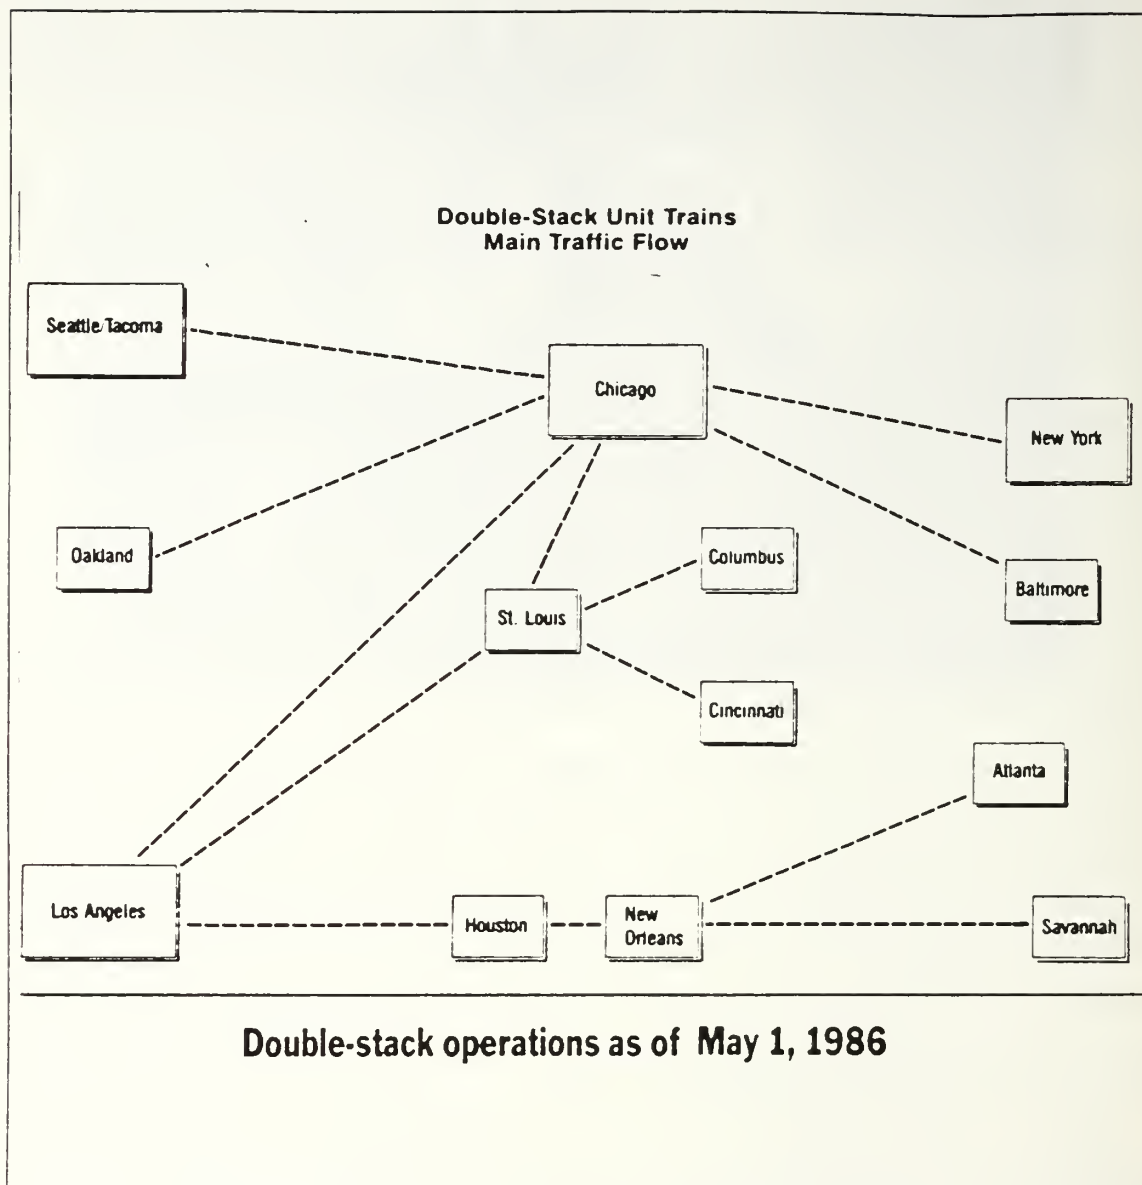 Double-Stack Unit Trains
Main Traffic Flow
Seattle/Tacoma
Chicago
New York
Oakland
Columbus
Baltimore
St. Louis
Cincinnati
Atlanta
Los Angeles
Houston
New
Orleans
Savannah
Double-stack operations as of May 1, 1986